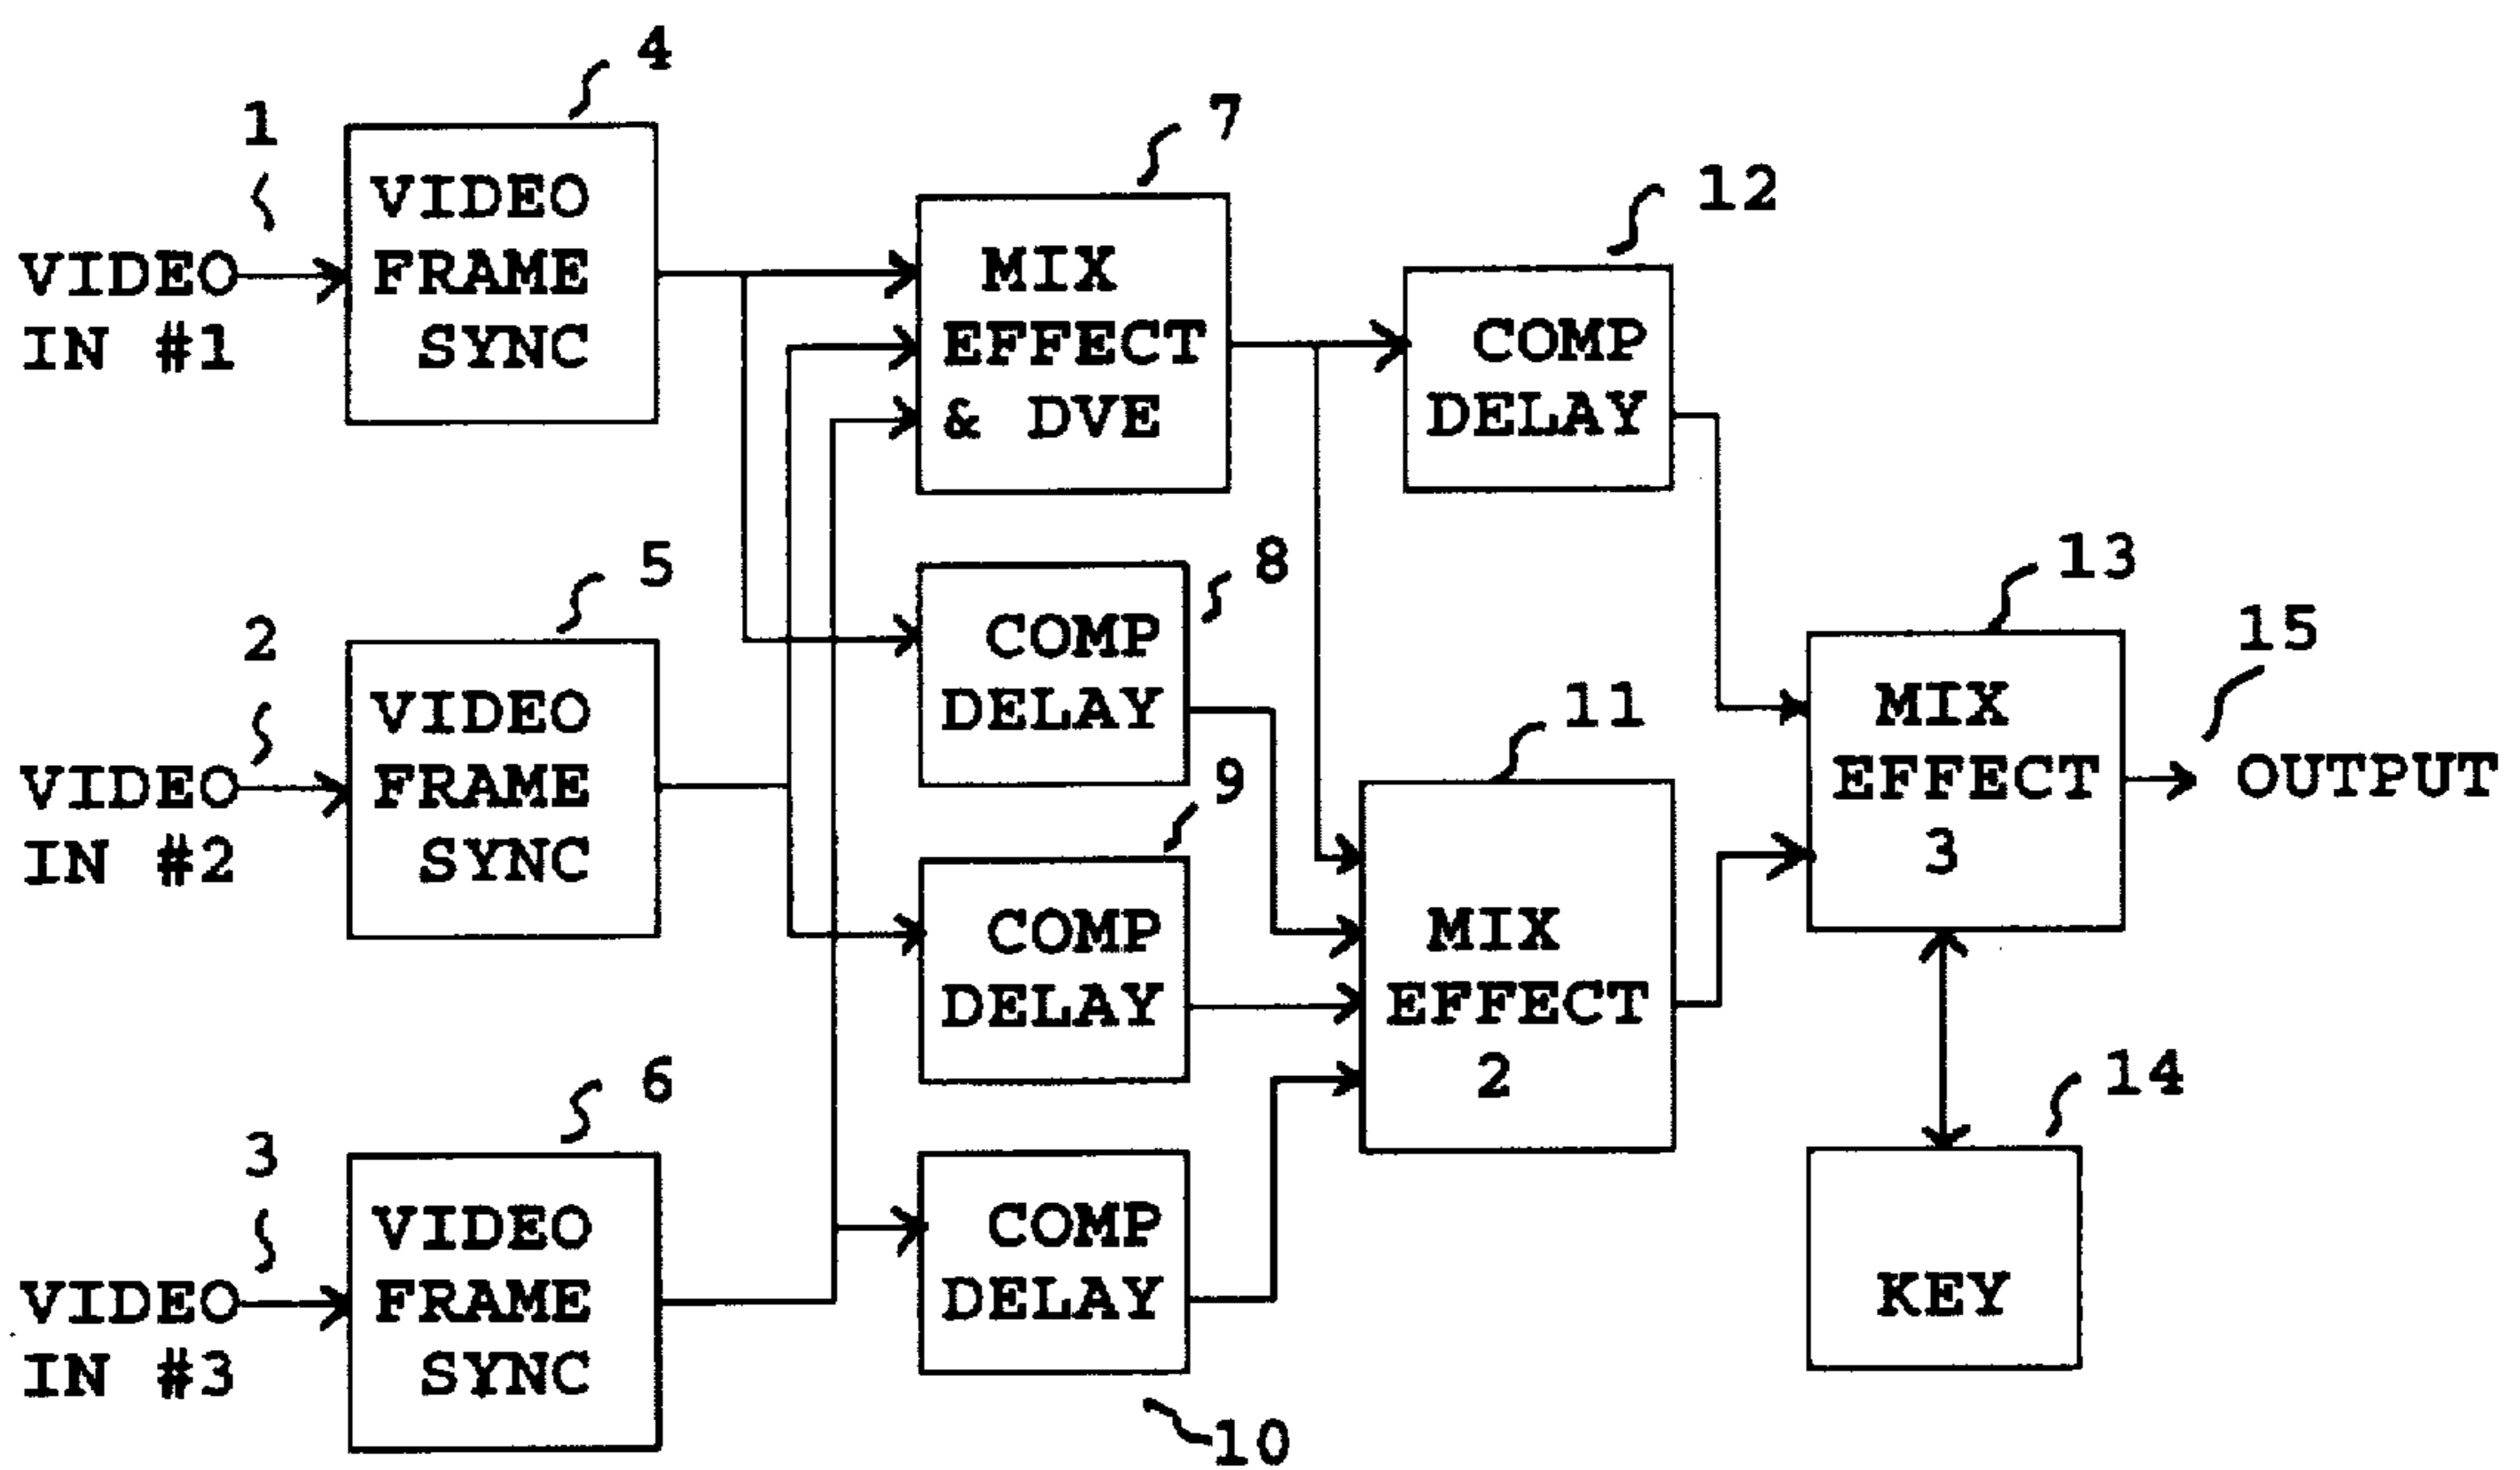 4
1
VIDEO
FRAME
SYNC
VIDEO
IN #1
7
MIX
EFFECT
& DVE
12
COMP
DELAY
5
2
VIDEO
FRAME
SYNC
VIDEO
IN #2
8
COMP
DELAY
9
COMP
DELAY
11
MIX
EFFECT
2
13
MIX
EFFECT
3
15
OUTPUT
6
3
VIDEO
FRAME
SYNC
VIDEO
IN #3
COMP
DELAY
10
14
KEY